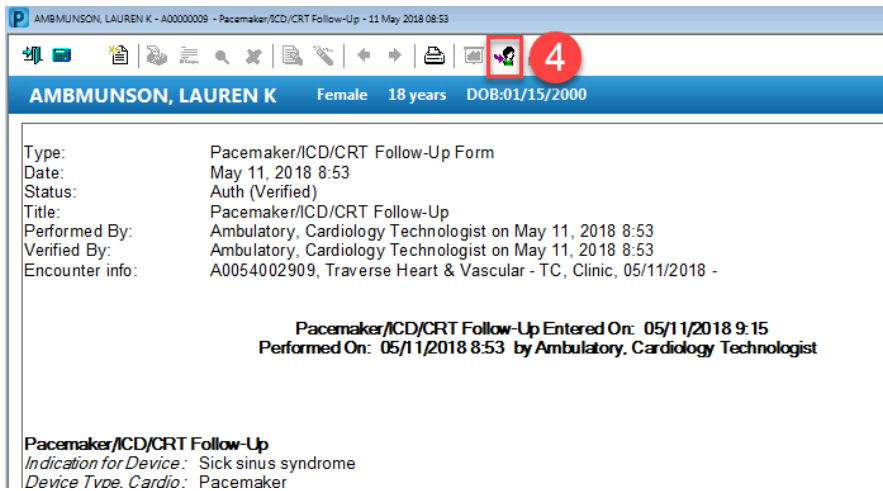 P AMBMUNSON, LAUREN K - A00000009 - Pacemaker/ICD/CRT Follow-Up - 11 May 2018 08:53
4
AMBMUNSON, LAUREN K Female 18 years DOB:01/15/2000
Type: Pacemaker/ICD/CRT Follow-Up Form
Date: May 11, 2018 8:53
Status: Auth (Verified)
Title: Pacemaker/ICD/CRT Follow-Up
Performed By: Ambulatory, Cardiology Technologist on May 11, 2018 8:53
Verified By: Ambulatory, Cardiology Technologist on May 11, 2018 8:53
Encounter info: A0054002909, Traverse Heart & Vascular - TC, Clinic, 05/11/2018 -
Pacemaker/ICD/CRT Follow-Up Entered On: 05/11/2018 9:15
Performed On: 05/11/2018 8:53 by Ambulatory, Cardiology Technologist
Pacemaker/ICD/CRT Follow-Up
Indication for Device: Sick sinus syndrome
Device Type, Cardio: Pacemaker